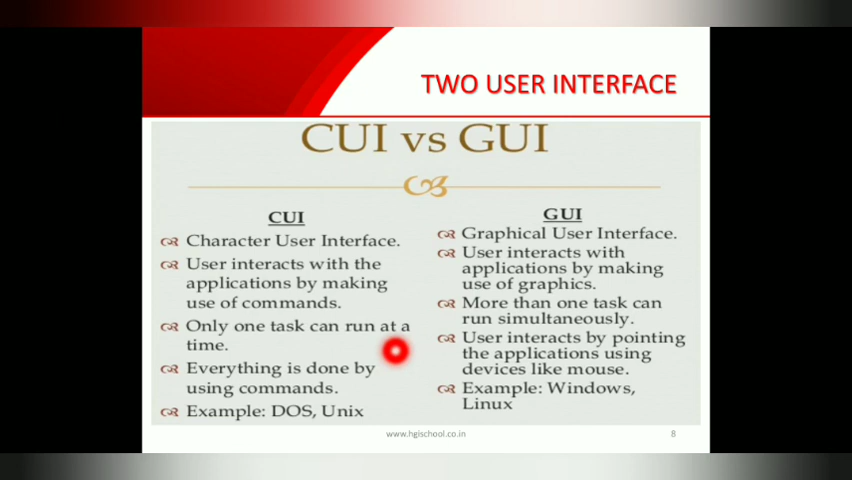 TWO USER INTERFACE
CUI vs GUI
CUI
Character User Interface.
User interacts with the
applications by making
use of commands.
Only one task can run at a
time.
Everything is done by
using commands.
Example: DOS, Unix
GUI
Graphical User Interface.
User interacts with
applications by making
use of graphics.
More than one task can
run simultaneously.
User interacts by pointing
the applications using
devices like mouse.
Example: Windows,
Linux
www.hgischool.co.in
8